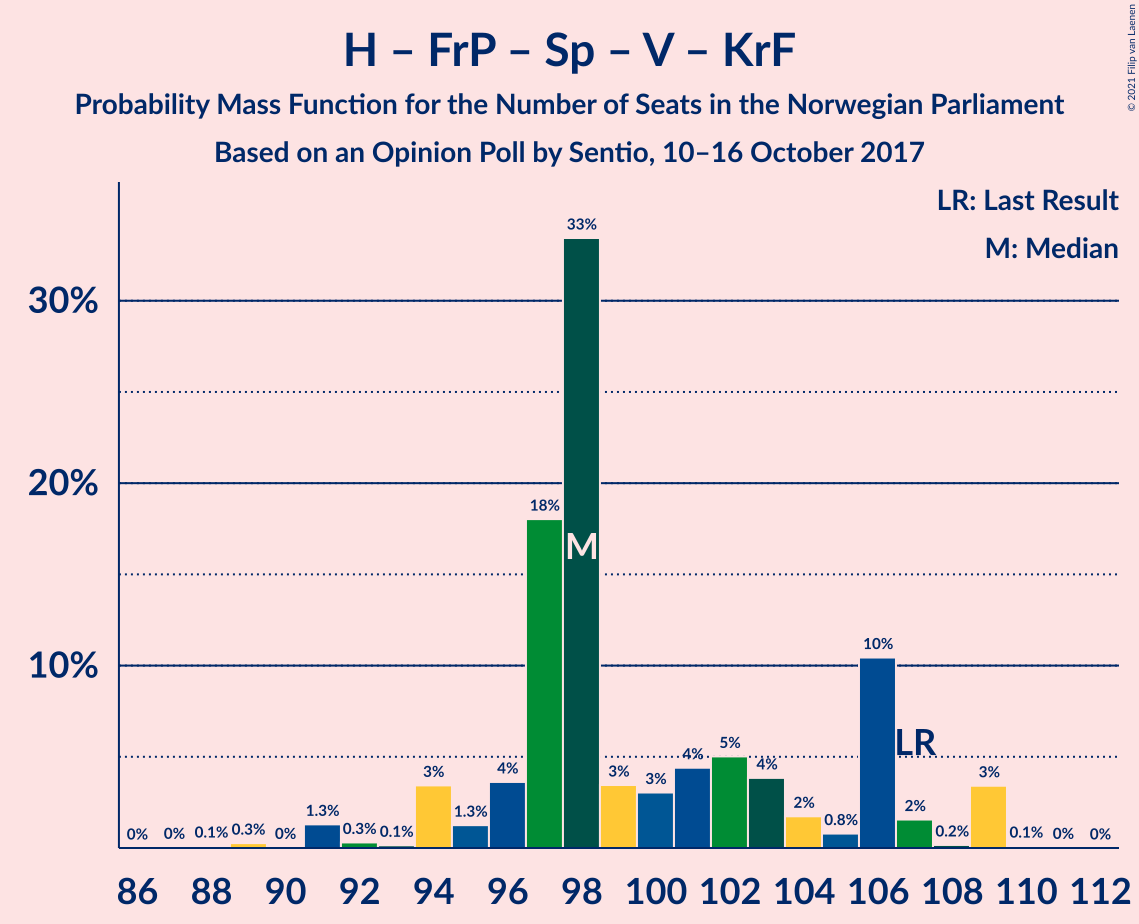 H – FrP – Sp – V – KrF
Probability Mass Function for the Number of Seats in the Norwegian Parliament
Based on an Opinion Poll by Sentio, 10–16 October 2017
© 2021 Filip van Laenen
LR: Last Result
M: Median
30%
20%
10%
0% 0% 0.1% 0.3% 0% 1.3% 0.3% 0.1% 3% 1.3% 4% 18% 33% 3% 3% 4% 5% 4% 2% 0.8% 10% 2% 0.2% 3% 0.1% 0% 0%
M
LR
86 88 90 92 94 96 98 100 102 104 106 108 110 112